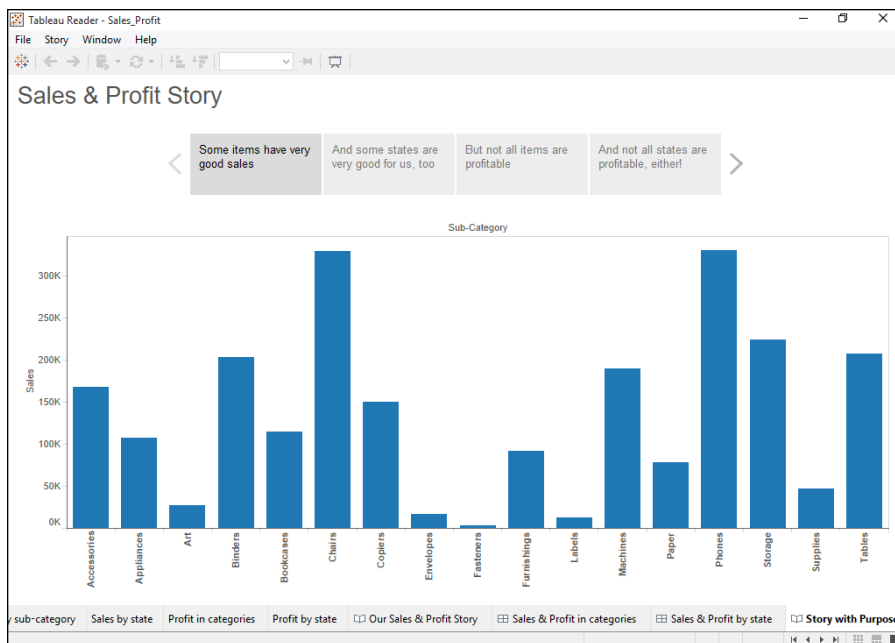 Tableau Reader - Sales_Profit
File Story Window Help
Sales & Profit Story
Some items have very
good sales
And some states are
very good for us, too
But not all items are
profitable
And not all states are
profitable, either!
Sub-Category
300K
250K
200K
150K
100K
50K
0K
Sales
Accessories
Appliances
Art
Binders
Bookcases
Chairs
Copiers
Envelopes
Fasteners
Furnishings
Labels
Machines
Paper
Phones
Storage
Supplies
Tables
y sub-category Sales by state Profit in categories Profit by state Our Sales & Profit Story Sales & Profit in categories Sales & Profit by state Story with Purpo